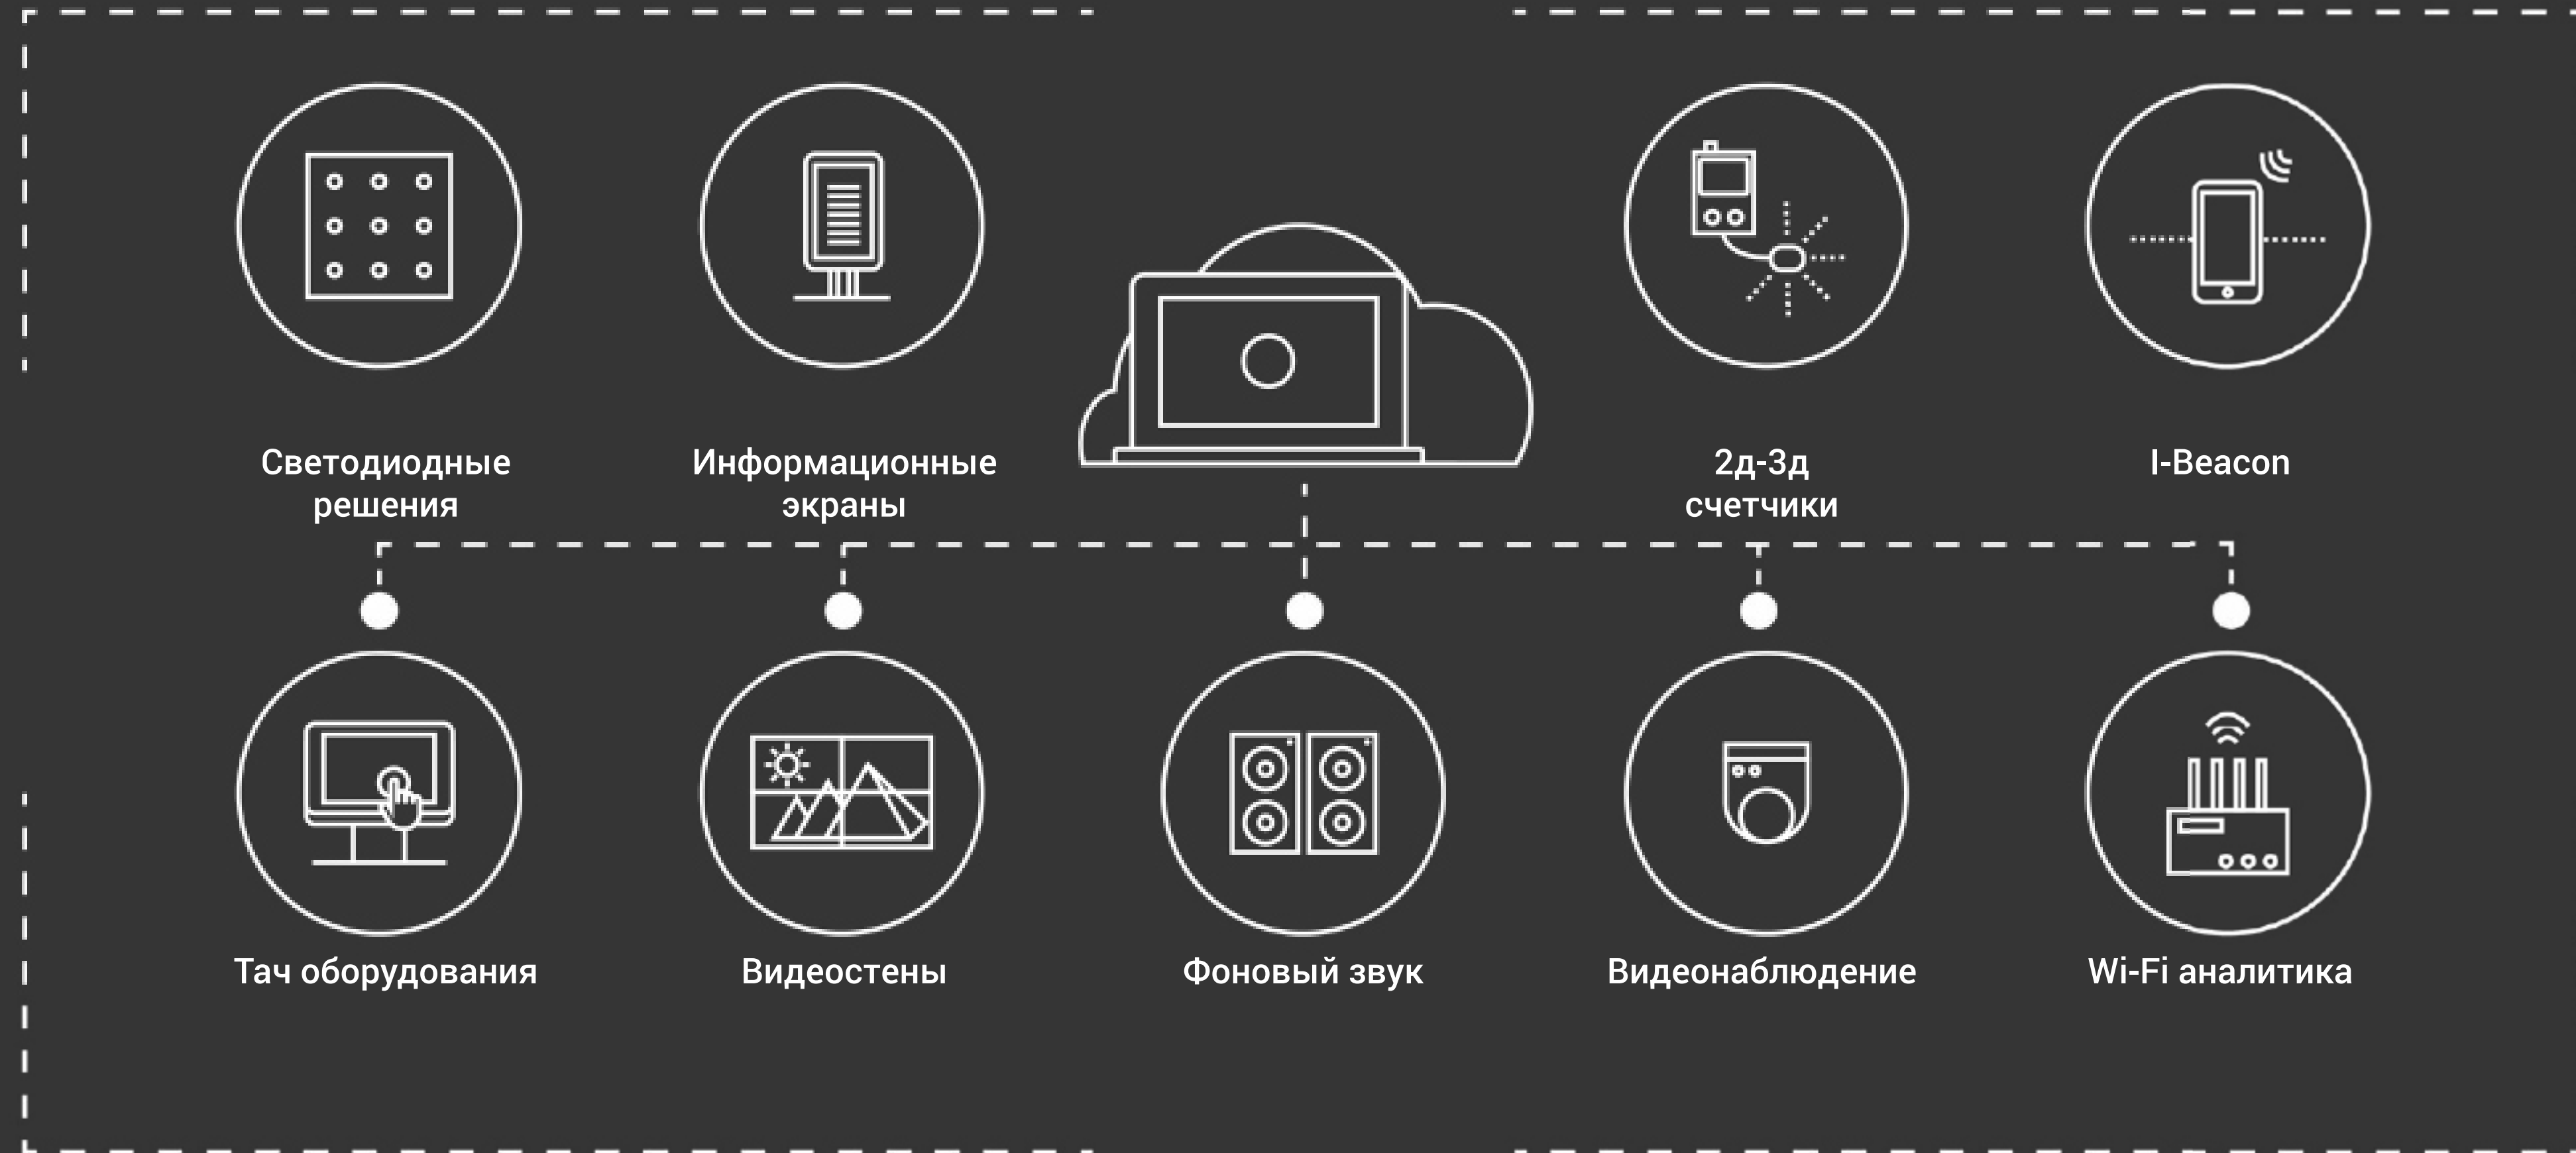 Светодиодные
решения
Информационные
экраны
2д-3д
счетчики
I-Beacon
Тач оборудования
Видеостены
Фоновый звук
Видеонаблюдение
Wi-Fi аналитика